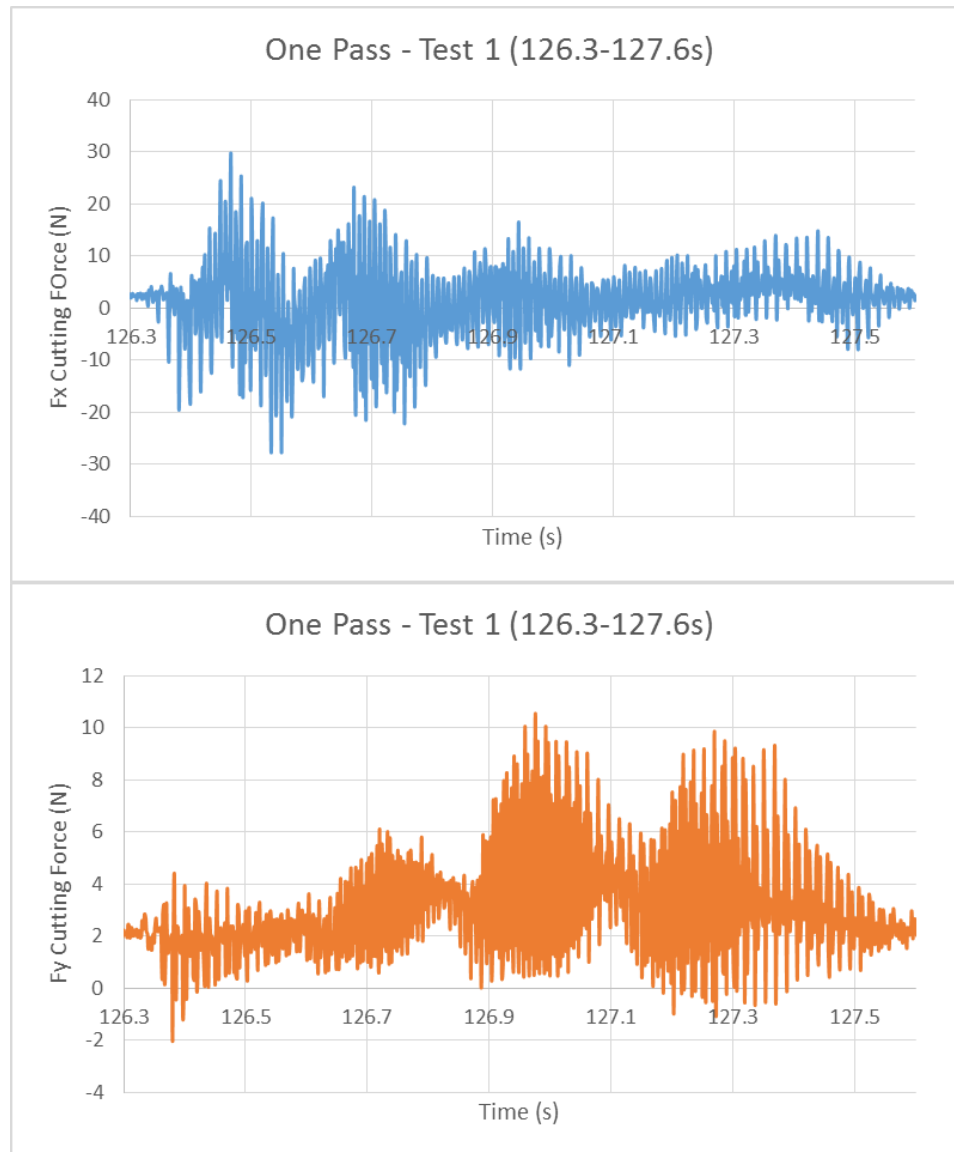 One Pass - Test 1 (126.3-127.6s)
40
30
20
10
0
-10
-20
-30
-40
126.3 126.5 126.7 126.9 127.1 127.3 127.5
Fx Cutting FOrce (N)
Time (s)
One Pass - Test 1 (126.3-127.6s)
12
10
8
6
4
2
0
-2
-4
126.3 126.5 126.7 126.9 127.1 127.3 127.5
Fy Cutting Force (N)
Time (s)